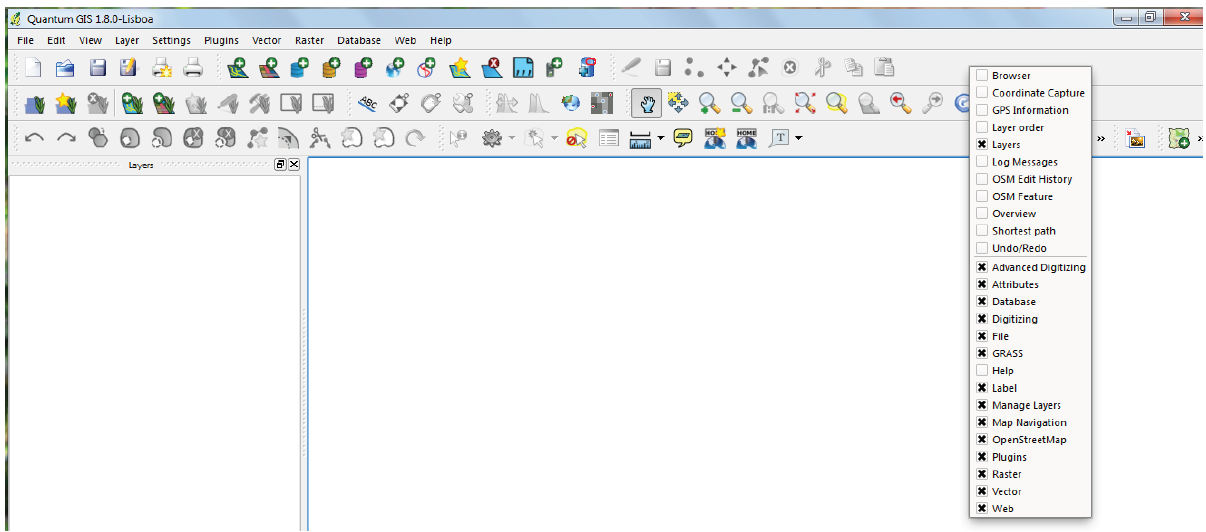 Quantum GIS 1.8.0-Lisboa
File Edit View Layer Settings Plugins Vector Raster Database Web Help
ABC
HOME HOME T
»
»
Layers
Browser
Coordinate Capture
GPS Information
Layer order
Layers
Log Messages
OSM Edit History
OSM Feature
Overview
Shortest path
Undo/Redo
Advanced Digitizing
Attributes
Database
Digitizing
File
GRASS
Help
Label
Manage Layers
Map Navigation
OpenStreetMap
Plugins
Raster
Vector
Web